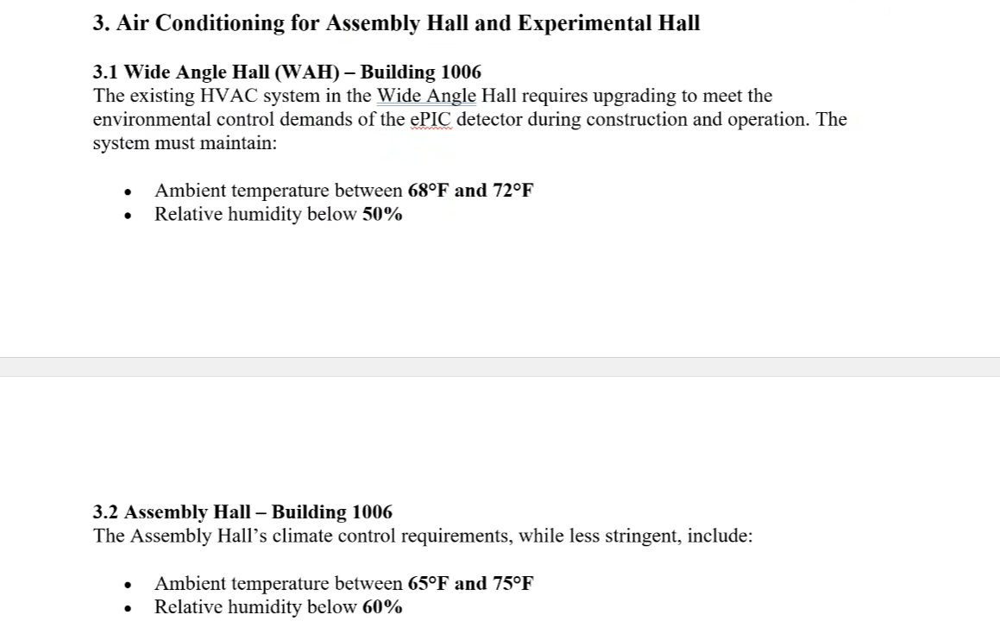 3. Air Conditioning for Assembly Hall and Experimental Hall
3.1 Wide Angle Hall (WAH) – Building 1006
The existing HVAC system in the Wide Angle Hall requires upgrading to meet the
environmental control demands of the ePIC detector during construction and operation. The
system must maintain:
• Ambient temperature between 68°F and 72°F
• Relative humidity below 50%
3.2 Assembly Hall – Building 1006
The Assembly Hall’s climate control requirements, while less stringent, include:
• Ambient temperature between 65°F and 75°F
• Relative humidity below 60%